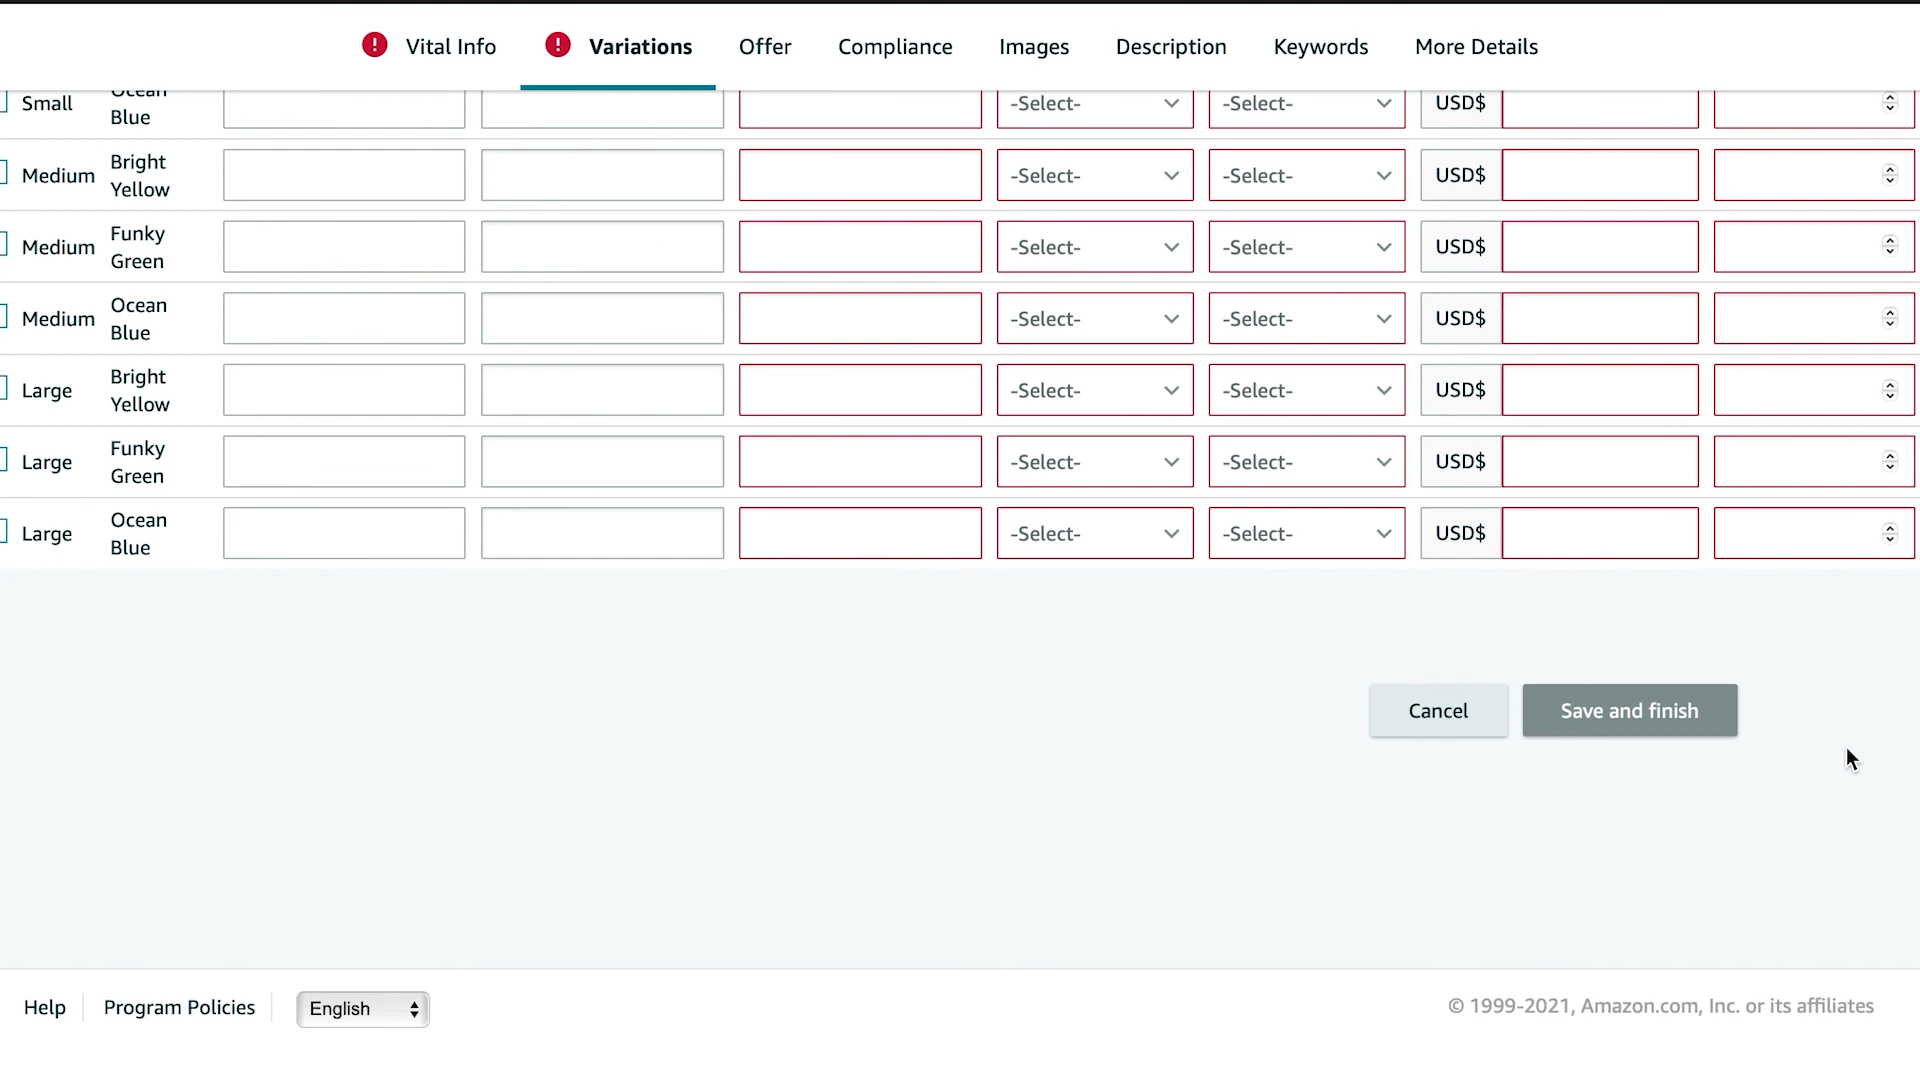 ! Vital Info ! Variations Offer Compliance Images Description Keywords More Details
Small Ocean Blue -Select- -Select- USD$
Medium Bright Yellow -Select- -Select- USD$
Medium Funky Green -Select- -Select- USD$
Medium Ocean Blue -Select- -Select- USD$
Large Bright Yellow -Select- -Select- USD$
Large Funky Green -Select- -Select- USD$
Large Ocean Blue -Select- -Select- USD$
Cancel Save and finish
Help Program Policies English © 1999-2021, Amazon.com, Inc. or its affiliates